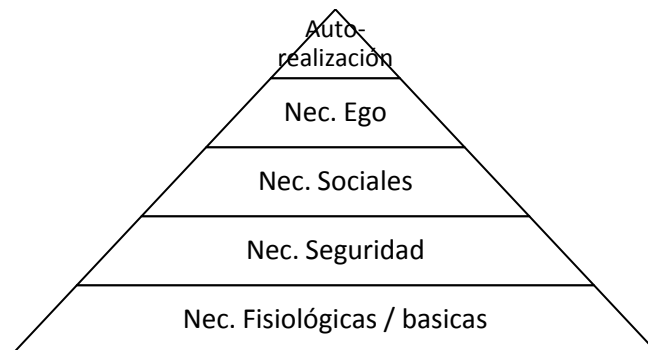 Auto-
realización
Nec. Ego
Nec. Sociales
Nec. Seguridad
Nec. Fisiológicas / basicas